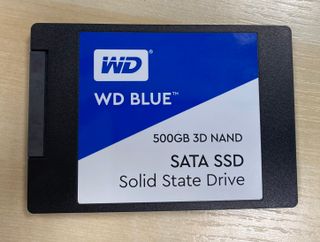 WD
WD BLUE™
500GB 3D NAND
SATA SSD
Solid State Drive